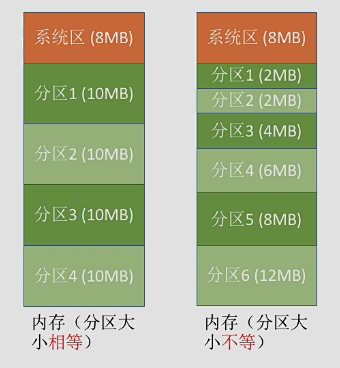 系统区 (8MB)
分区1 (10MB)
分区2 (10MB)
分区3 (10MB)
分区4 (10MB)
内存（分区大
小相等）
系统区 (8MB)
分区1 (2MB)
分区2 (2MB)
分区3 (4MB)
分区4 (6MB)
分区5 (8MB)
分区6 (12MB)
内存（分区大
小不等）